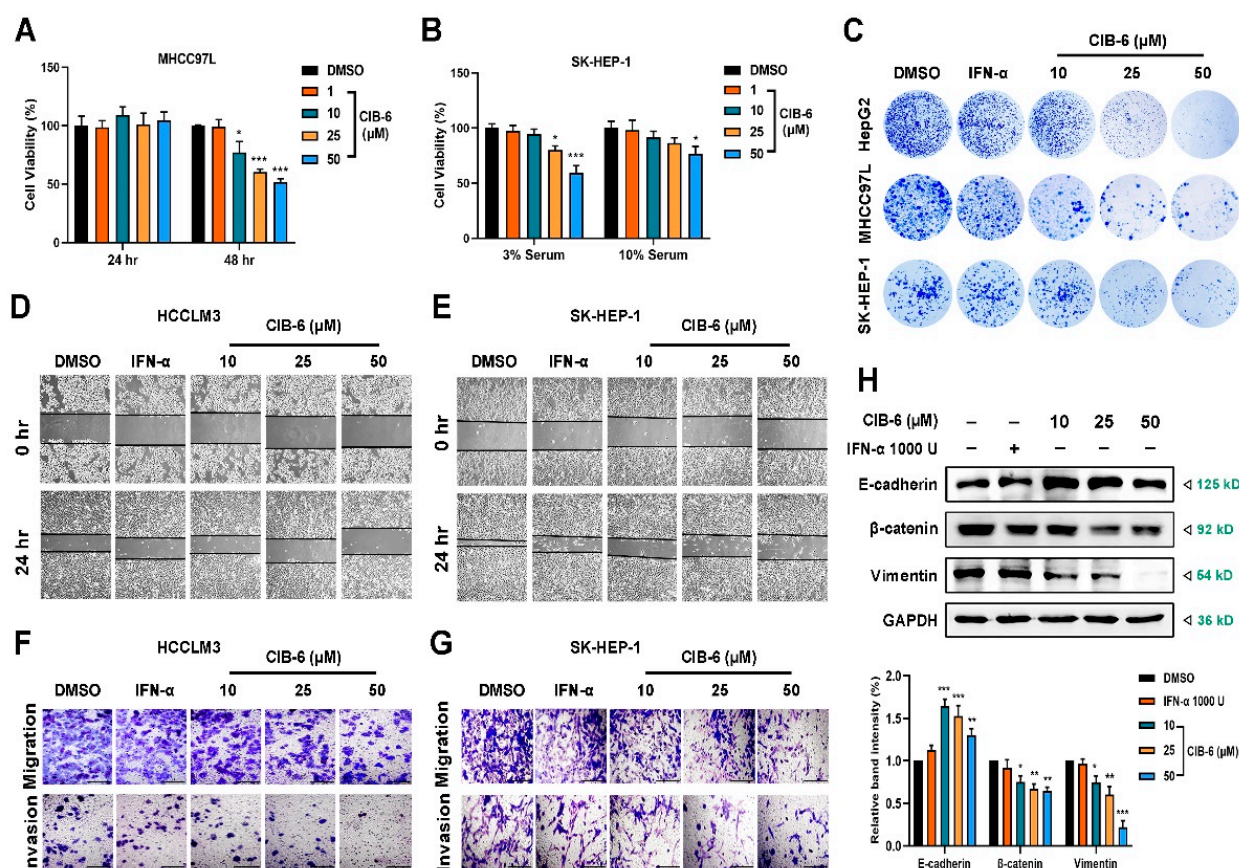 A
MHCC97L
Cell Viability (%)
150
100
50
0
24 hr
48 hr
*
***
***
DMSO
1
10
25
50
CIB-6
(μM)
B
SK-HEP-1
Cell Viability (%)
150
100
50
0
3% Serum
10% Serum
*
***
*
DMSO
1
10
25
50
CIB-6
(μM)
C
CIB-6 (μM)
DMSO
IFN-α
10
25
50
HepG2
MHCC97L
SK-HEP-1
D
HCCLM3
CIB-6 (μM)
DMSO
IFN-α
10
25
50
0 hr
24 hr
E
SK-HEP-1
CIB-6 (μM)
DMSO
IFN-α
10
25
50
0 hr
24 hr
F
HCCLM3
CIB-6 (μM)
DMSO
IFN-α
10
25
50
Migration
Invasion
G
SK-HEP-1
CIB-6 (μM)
DMSO
IFN-α
10
25
50
Migration
Invasion
H
CIB-6 (μM) – – 10 25 50
IFN-α 1000 U – + – – –
E-cadherin 125 kD
β-catenin 92 kD
Vimentin 54 kD
GAPDH 36 kD
Relative band intensity (%)
2.0
1.5
1.0
0.5
0.0
*** *** **
* ** **
* ** ***
E-cadherin
β-catenin
Vimentin
DMSO
IFN-α 1000 U
10
25
50
CIB-6 (μM)